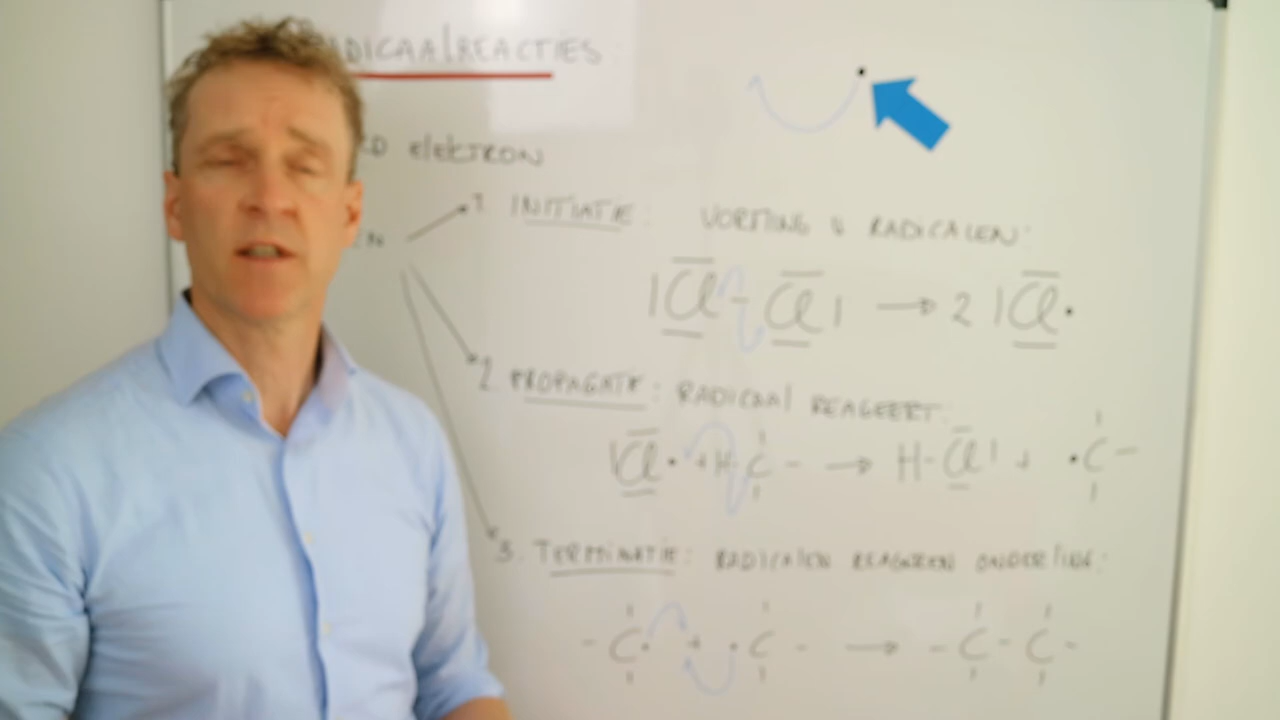 RADICAALREACTIES
ELEKTRON
1 INITIATIE: VORMING V RADICALEN:
|Cl - Cl| → 2 |Cl•
2 PROPAGATIE: RADICAAL REAGEERT:
|Cl• + H-C- → H-Cl| + •C-
3. TERMINATIE: RADICALEN REAGEREN ONDERLING:
-C• + •C- → -C-C-